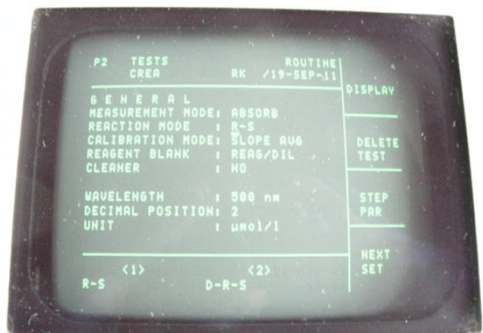 P2 TESTS ROUTINE
CREA RK /19-SEP-11
DISPLAY
G E N E R A L
MEASUREMENT MODE: ABSORB
REACTION MODE : R-S
CALIBRATION MODE: SLOPE AVG
REAGENT BLANK : REAG/DIL
CLEANER : NO
DELETE
TEST
WAVELENGTH : 500 nm
DECIMAL POSITION: 2
UNIT : µmol/l
STEP
PAR
NEXT
SET
<1> <2>
R-S D-R-S